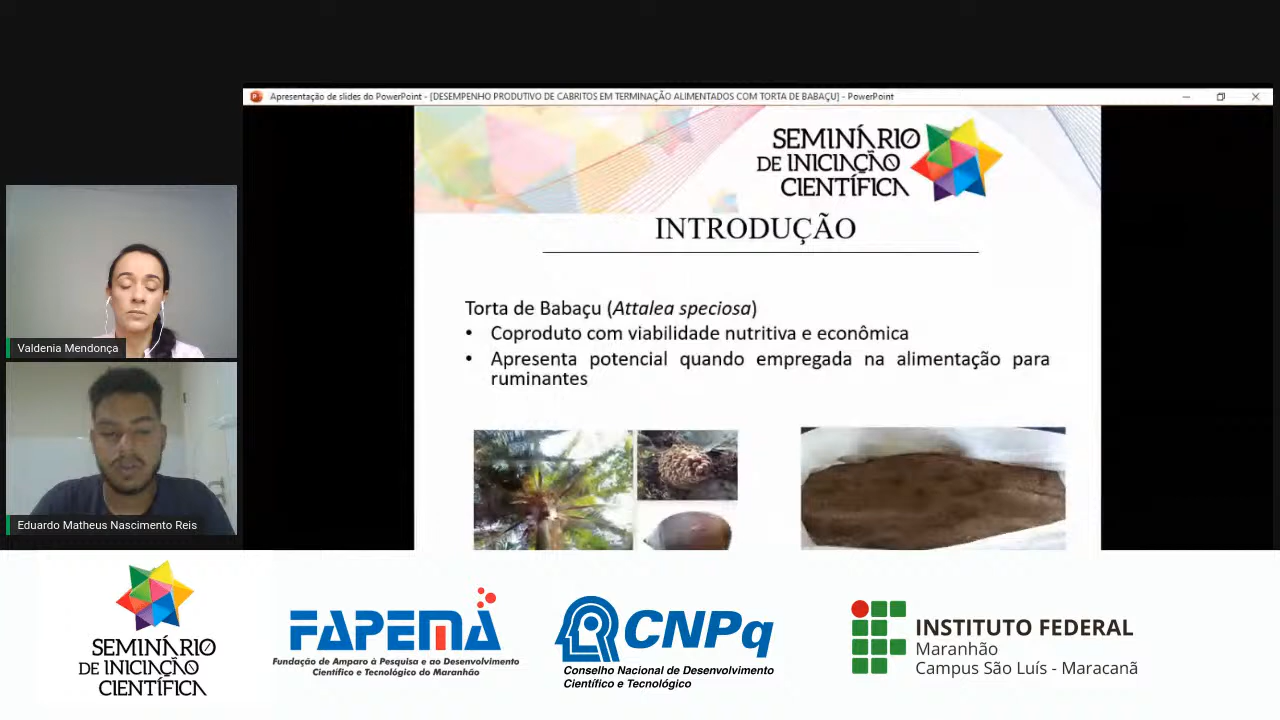 Apresentação de slides do PowerPoint - [DESEMPENHO PRODUTIVO DE CABRITOS EM TERMINAÇÃO ALIMENTADOS COM TORTA DE BABAÇU] - PowerPoint
SEMINÁRIO
DE INICIAÇÃO
CIENTÍFICA
INTRODUÇÃO
Torta de Babaçu (Attalea speciosa)
• Coproduto com viabilidade nutritiva e econômica
• Apresenta potencial quando empregada na alimentação para
ruminantes
Valdenia Mendonça
Eduardo Matheus Nascimento Reis
SEMINÁRIO
DE INICIAÇÃO
CIENTÍFICA
FAPEMA
Fundação de Amparo à Pesquisa e ao Desenvolvimento
Científico e Tecnológico do Maranhão
CNPq
Conselho Nacional de Desenvolvimento
Científico e Tecnológico
INSTITUTO FEDERAL
Maranhão
Campus São Luís - Maracanã